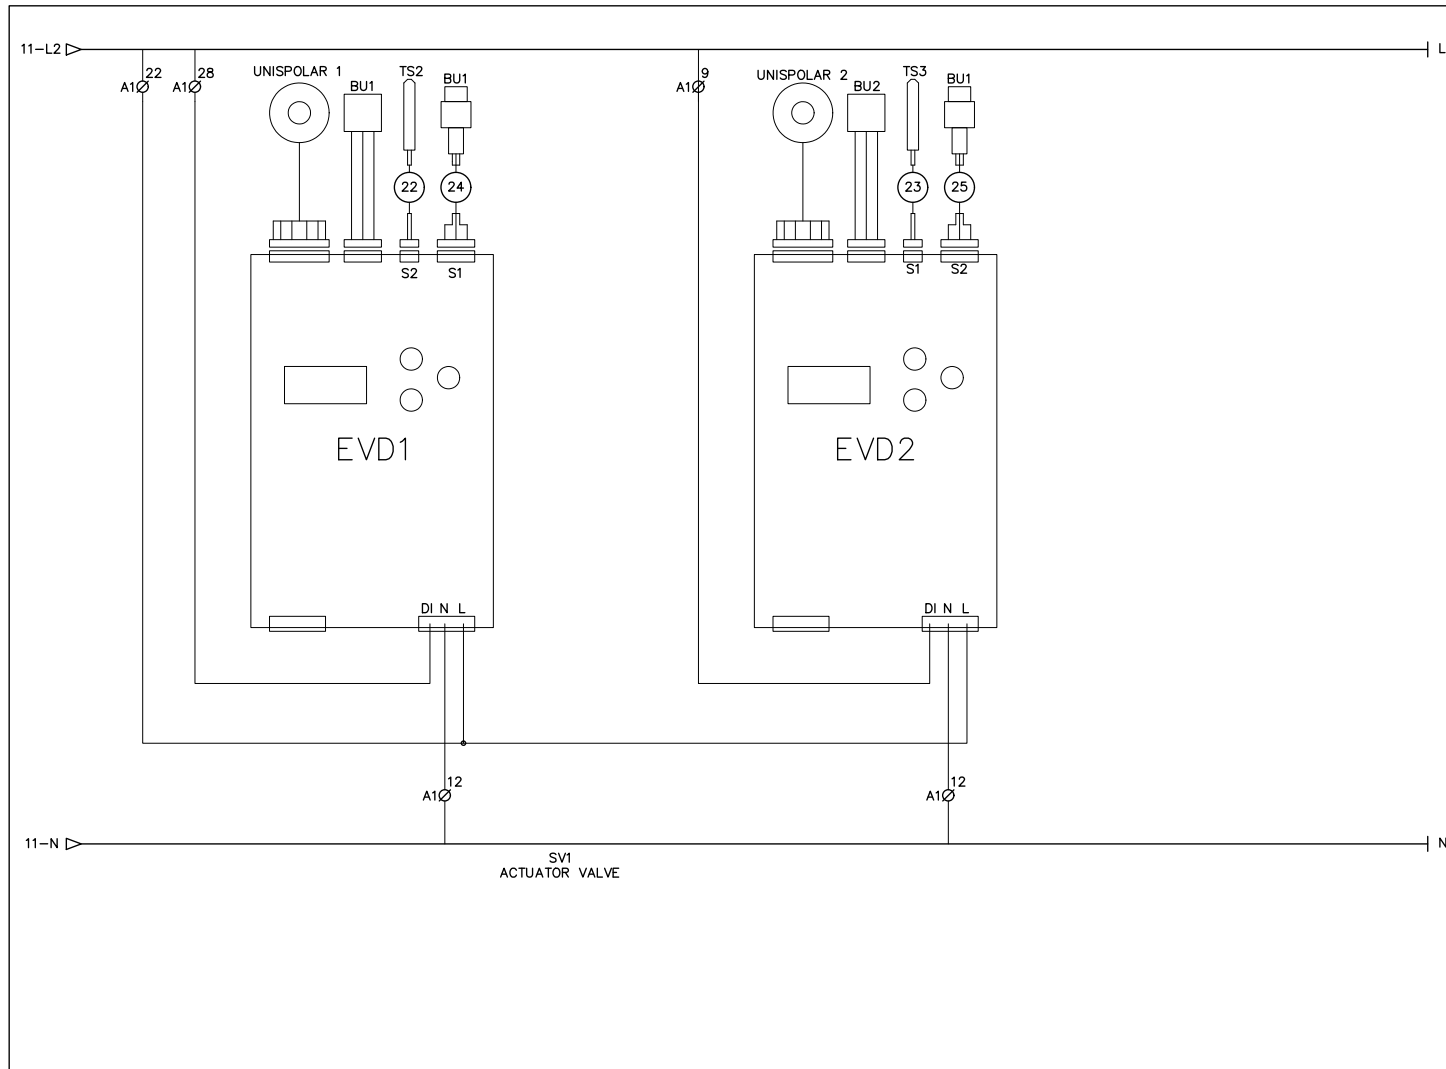 11-L2
L
22
A1
28
A1
UNISPOLAR 1
BU1
TS2
BU1
9
A1
UNISPOLAR 2
BU2
TS3
BU1
22
24
23
25
S2
S1
S1
S2
EVD1
EVD2
DI N L
DI N L
12
A1
12
A1
11-N
N
SV1
ACTUATOR VALVE